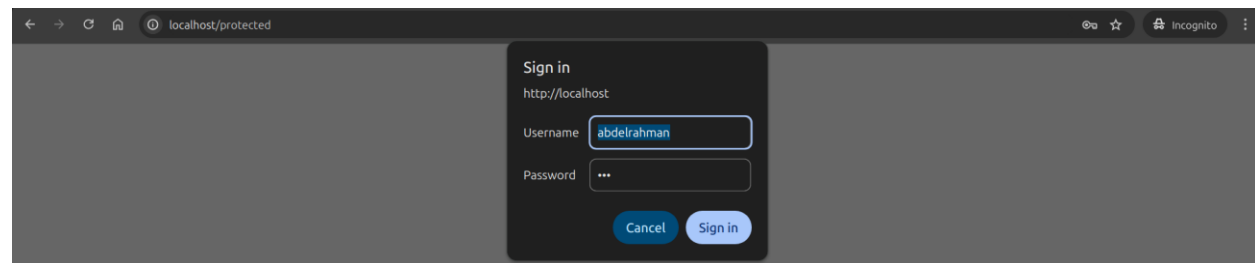 localhost/protected
Incognito
Sign in
http://localhost
Username abdelrahman
Password •••
Cancel Sign in